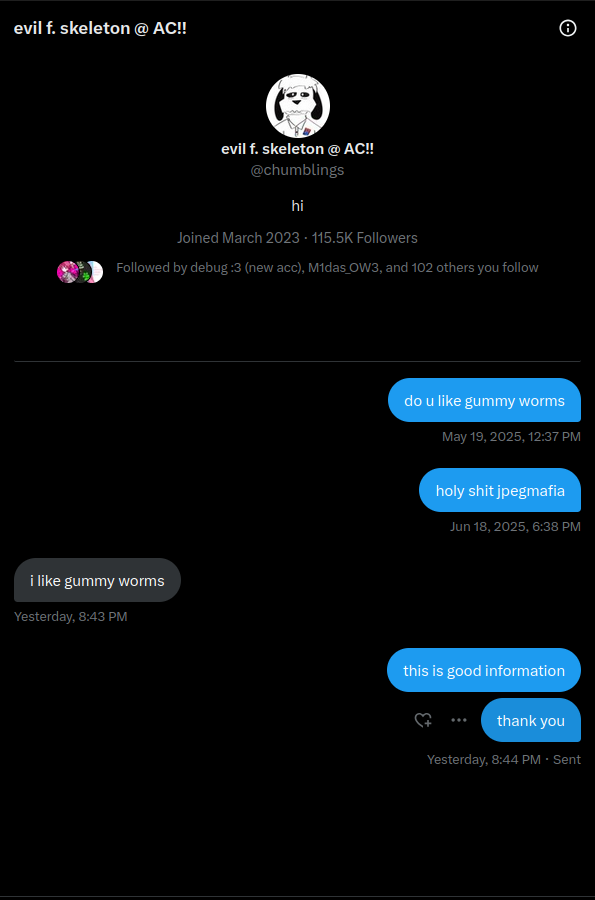 evil f. skeleton @ AC!!
evil f. skeleton @ AC!!
@chumblings
hi
Joined March 2023 · 115.5K Followers
Followed by debug :3 (new acc), M1das_OW3, and 102 others you follow
do u like gummy worms
May 19, 2025, 12:37 PM
holy shit jpegmafia
Jun 18, 2025, 6:38 PM
i like gummy worms
Yesterday, 8:43 PM
this is good information
thank you
Yesterday, 8:44 PM · Sent